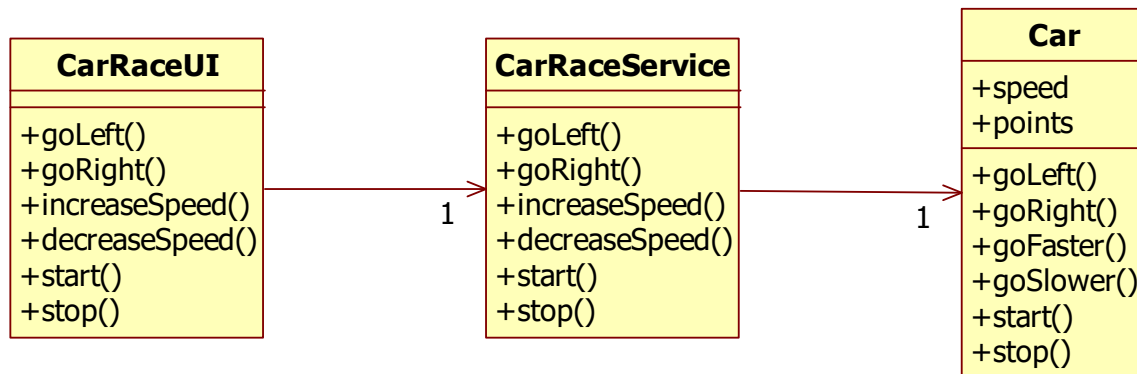 CarRaceUI
+goLeft()
+goRight()
+increaseSpeed()
+decreaseSpeed()
+start()
+stop()
1
CarRaceService
+goLeft()
+goRight()
+increaseSpeed()
+decreaseSpeed()
+start()
+stop()
1
Car
+speed
+points
+goLeft()
+goRight()
+goFaster()
+goSlower()
+start()
+stop()